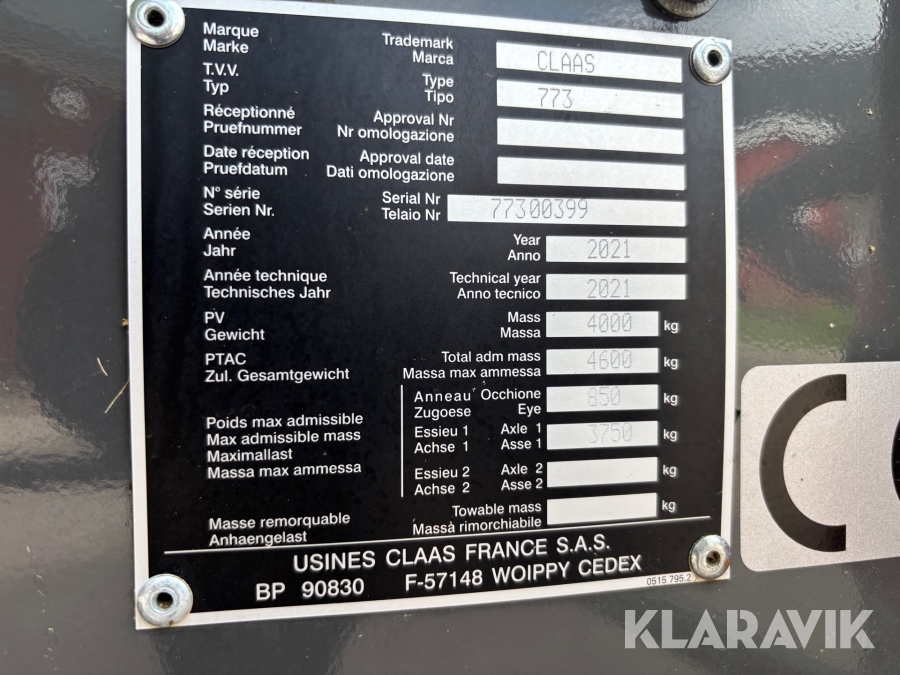 Marque Trademark CLAAS
Marke Marca
T.V.V. Type 773
Typ Tipo
Réceptionné Approval Nr
Pruefnummer Nr omologazione
Date réception Approval date
Pruefdatum Dati omologazione
N° série Serial Nr 77300399
Serien Nr. Telaio Nr
Année Year 2021
Jahr Anno
Année technique Technical year 2021
Technisches Jahr Anno tecnico
PV Mass 4000 kg
Gewicht Massa
PTAC Total adm mass 4600 kg
Zul. Gesamtgewicht Massa max ammessa
Anneau Occhione 850 kg
Zugoese Eye
Poids max admissible
Max admissible mass
Maximallast
Massa max ammessa
Essieu 1 Axle 1 3750 kg
Achse 1 Asse 1
Essieu 2 Axle 2 kg
Achse 2 Asse 2
Masse remorquable Towable mass kg
Anhaengelast Massa rimorchiabile
USINES CLAAS FRANCE S.A.S.
BP 90830 F-57148 WOIPPY CEDEX
0515 795.2
C
KLARAVIK